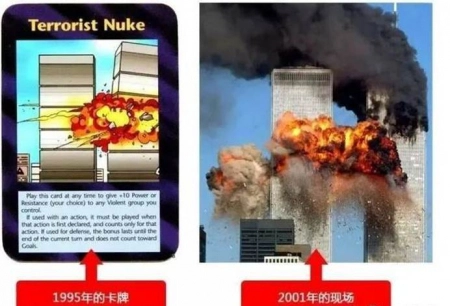 Terrorist Nuke
Play this card at any time to give +10 Power or
Resistance (your choice) to any Violent group you
control.
If used with an action, it must be played when
that action is first declared, and counts only for that
action. If used for defense, the bonus lasts until the
end of the current turn and does not count toward
Goals.
1995年的卡牌
2001年的现场